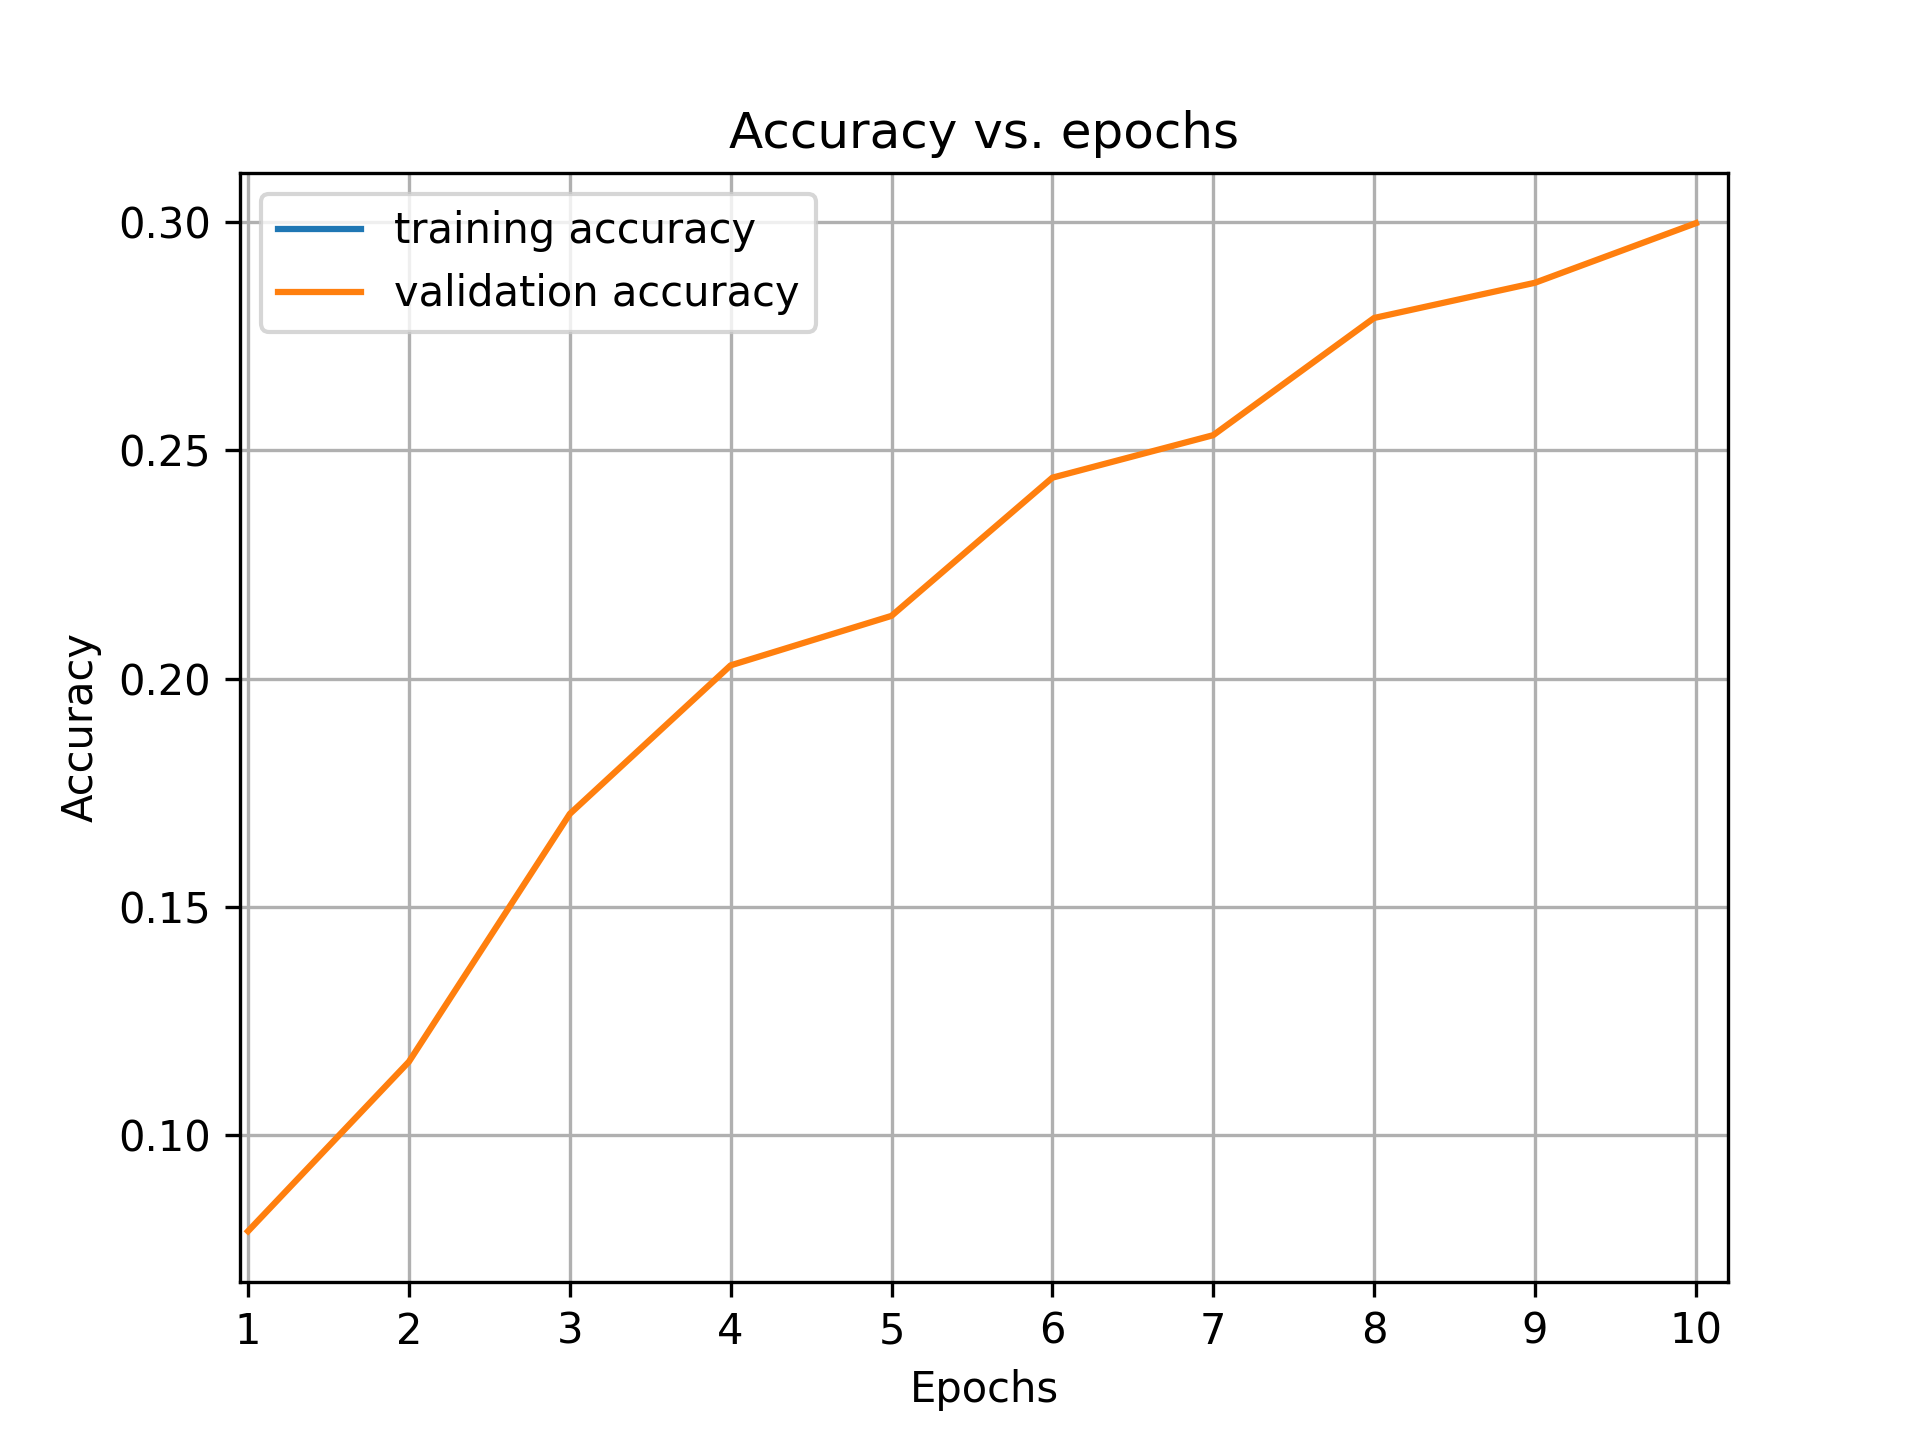 Accuracy vs. epochs
training accuracy
validation accuracy
0.30
0.25
0.20
0.15
0.10
Accuracy
1 2 3 4 5 6 7 8 9 10
Epochs